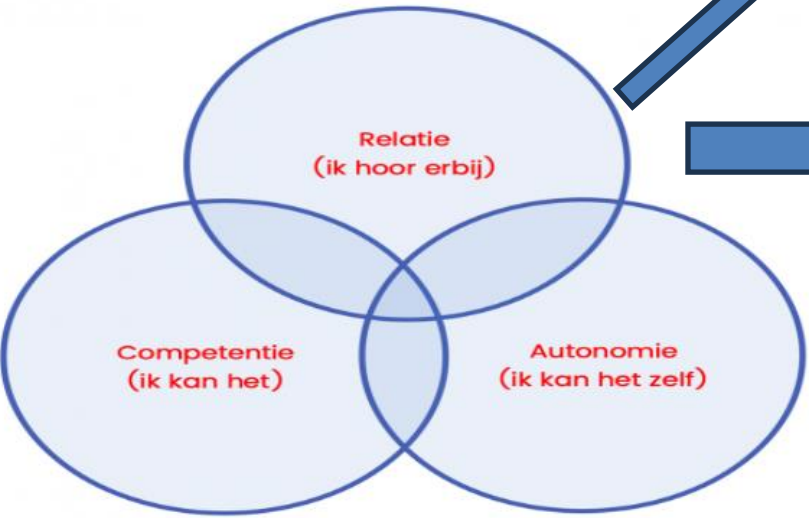 Relatie
(ik hoor erbij)
Competentie
(ik kan het)
Autonomie
(ik kan het zelf)